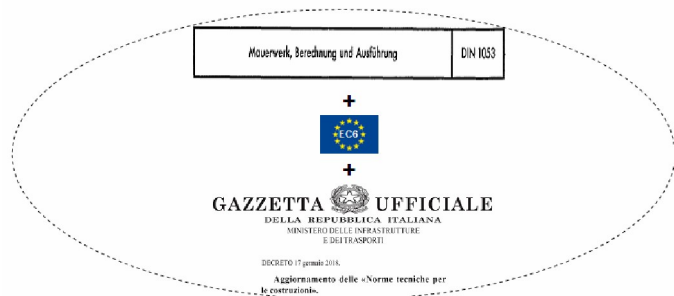 Mauerwerk, Berechnung und Ausführung DIN 1053
+
EC6
+
GAZZETTA UFFICIALE
DELLA REPUBBLICA ITALIANA
MINISTERO DELLE INFRASTRUTTURE
E DEI TRASPORTI
DECRETO 17 gennaio 2018.
Aggiornamento delle «Norme tecniche per
le costruzioni».